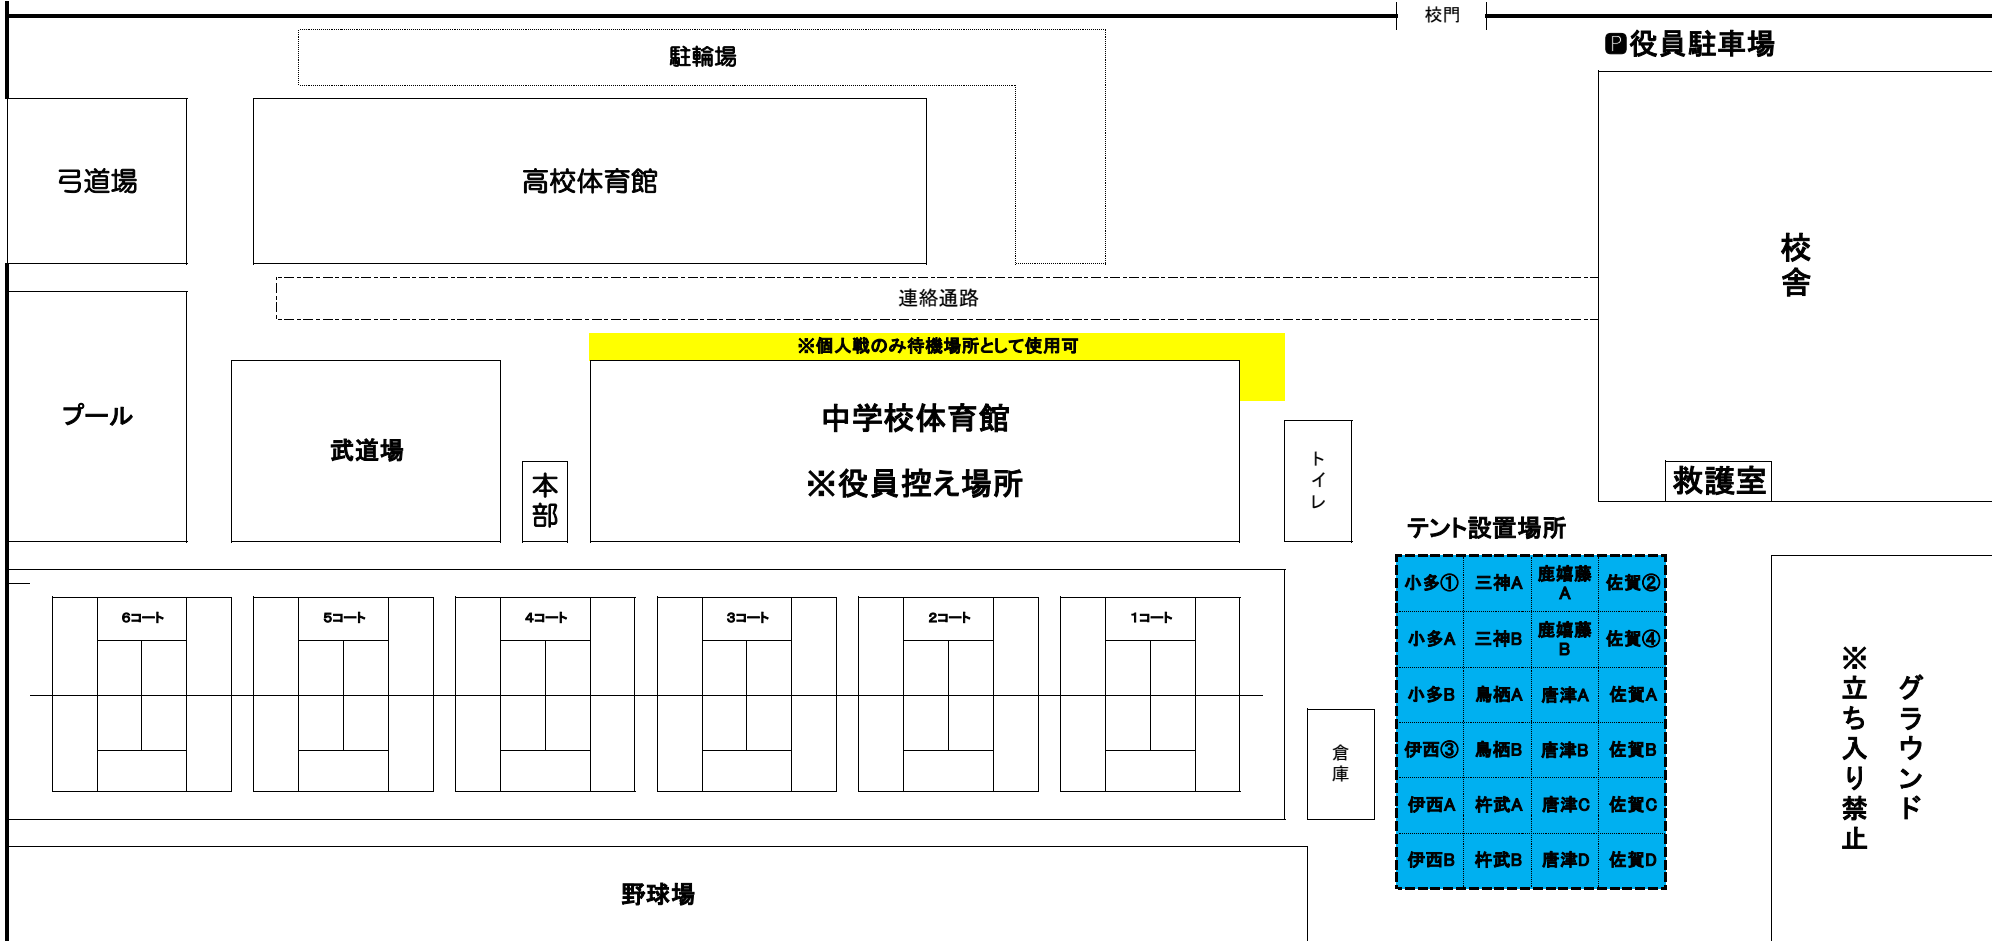 校門
駐輪場
🅿役員駐車場
弓道場
高校体育館
校舎
連絡通路
※個人戦のみ待機場所として使用可
プール
武道場
本部
中学校体育館
※役員控え場所
トイレ
救護室
テント設置場所
小多① 三神A 鹿嬉藤A 佐賀②
小多A 三神B 鹿嬉藤B 佐賀④
小多B 鳥栖A 唐津A 佐賀A
伊西③ 鳥栖B 唐津B 佐賀B
伊西A 杵武A 唐津C 佐賀C
伊西B 杵武B 唐津D 佐賀D
6コート 5コート 4コート 3コート 2コート 1コート
倉庫
グラウンド
※立ち入り禁止
野球場